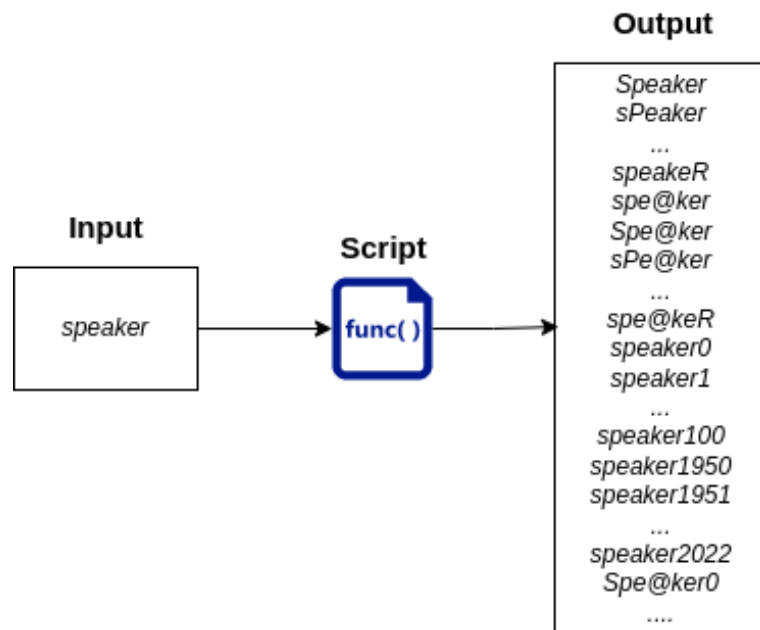 Output
Speaker
sPeaker
...
speakeR
spe@ker
Spe@ker
sPe@ker
...
spe@keR
speaker0
speaker1
...
speaker100
speaker1950
speaker1951
...
speaker2022
Spe@ker0
....
Input
speaker
Script
func( )